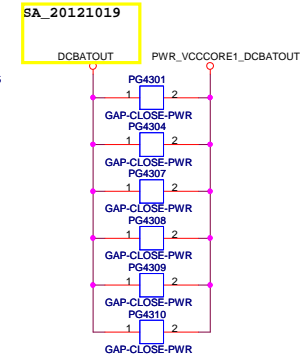 SA_20121019
DCBATOUT PWR_VCCCORE1_DCBATOUT
PG4301
1 2
GAP-CLOSE-PWR
PG4304
1 2
GAP-CLOSE-PWR
PG4307
1 2
GAP-CLOSE-PWR
PG4308
1 2
GAP-CLOSE-PWR
PG4309
1 2
GAP-CLOSE-PWR
PG4310
1 2
GAP-CLOSE-PWR